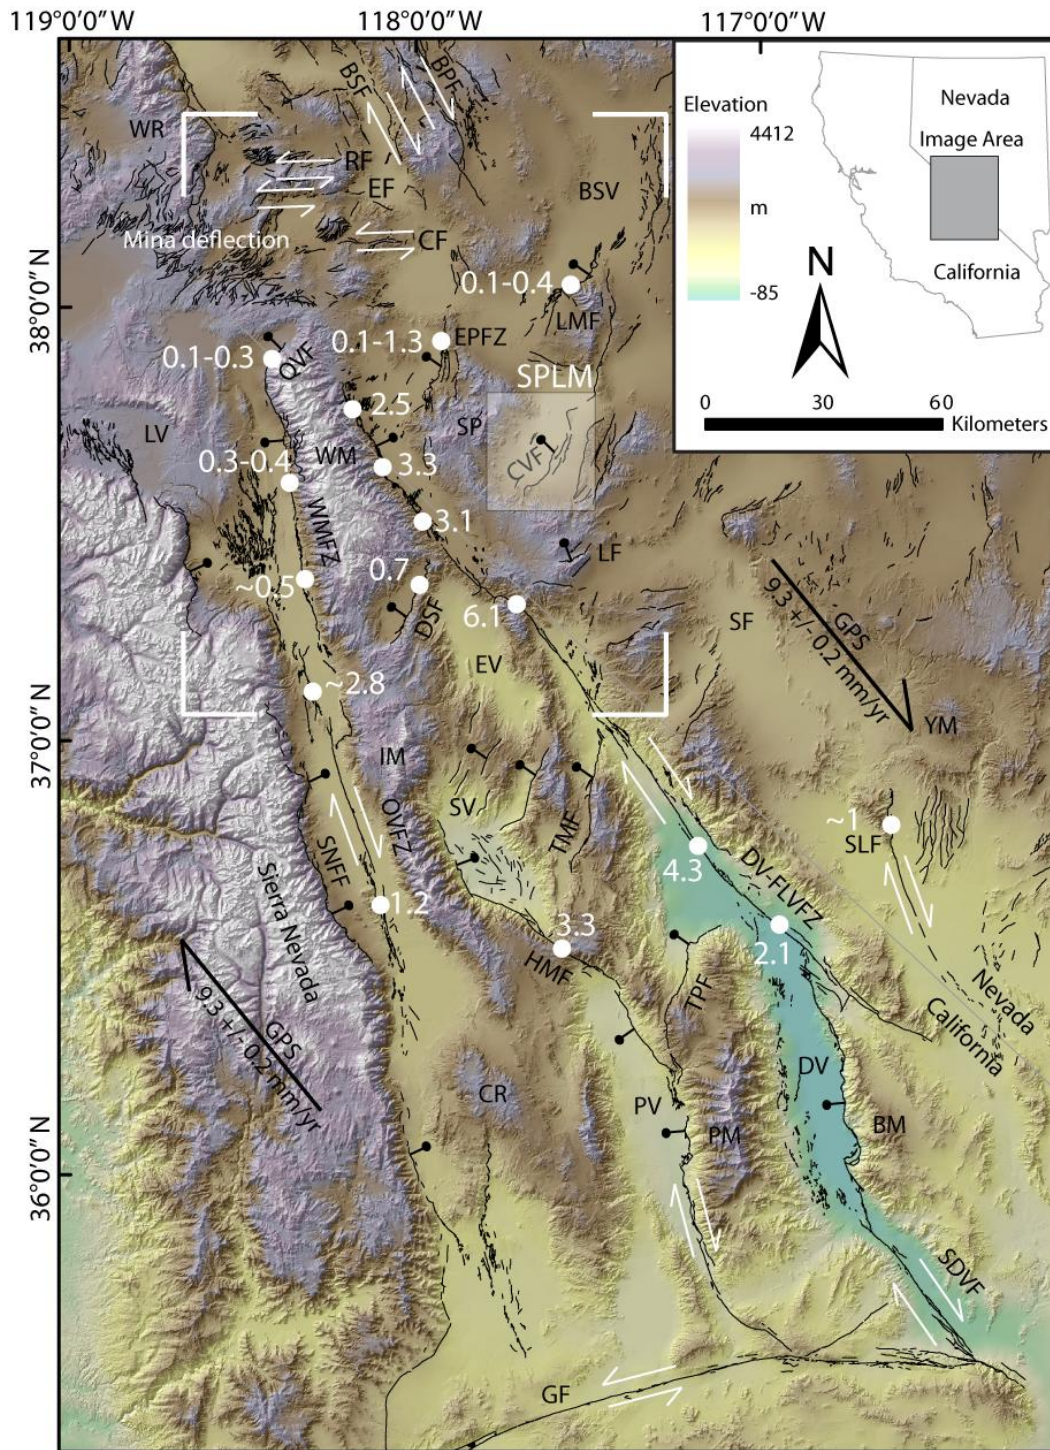 119°0'0"W
118°0'0"W
117°0'0"W
38°0'0" N
37°0'0" N
36°0'0" N
Elevation
4412
m
-85
Nevada
Image Area
California
N
0
30
60
Kilometers
BSF
BPF
WR
RF
EF
BSV
CF
Mina deflection
0.1-0.4
LMF
0.1-1.3
EPFZ
0.1-0.3
QVF
SPLM
2.5
LV
WM
SP
CVF
3.3
0.3-0.4
WMFZ
3.1
LF
~0.5
0.7
DSF
6.1
SF
GPS
9.3 +/- 0.2 mm/yr
EV
~2.8
YM
IM
SV
OVFZ
TMF
~1
SLF
SNFF
4.3
DV-FLVFZ
Sierra Nevada
1.2
3.3
HMF
2.1
TPF
Nevada
California
GPS
9.3 +/- 0.2 mm/yr
CR
PV
DV
PM
BM
SDVF
GF